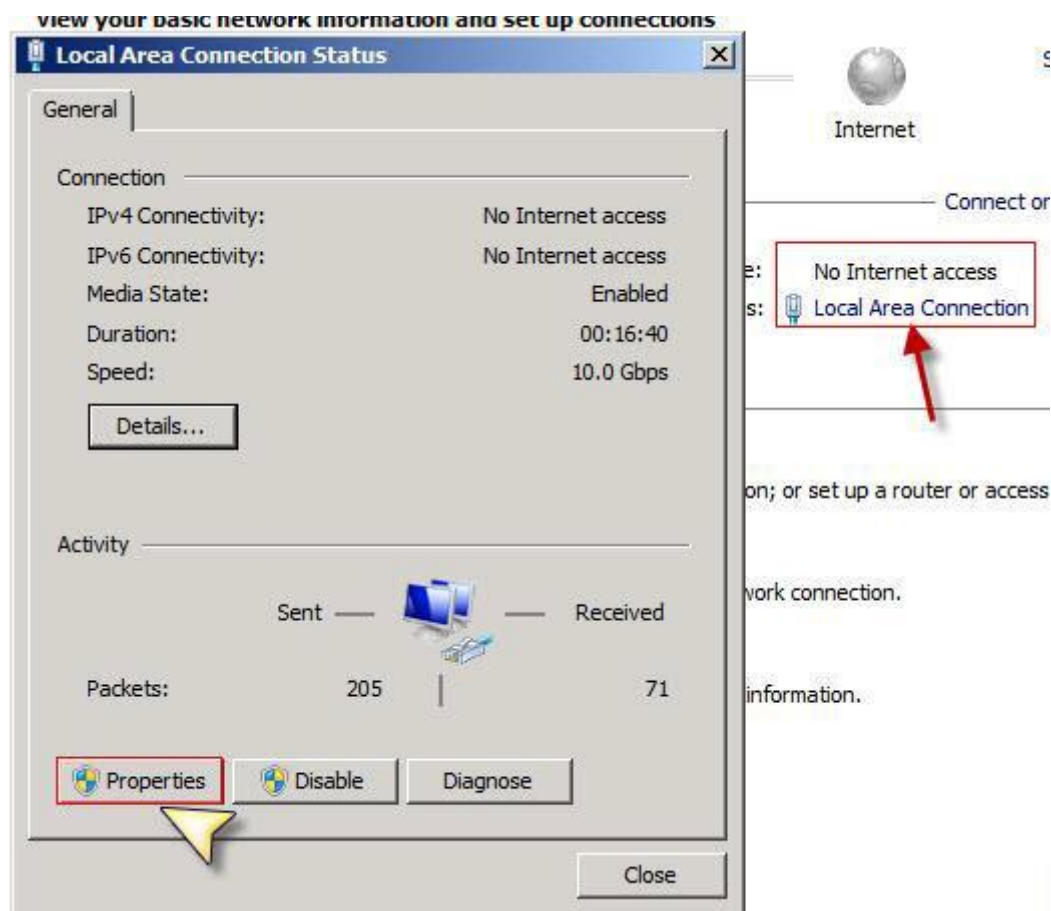 View your basic network information and set up connections
Local Area Connection Status
General
Connection
IPv4 Connectivity: No Internet access
IPv6 Connectivity: No Internet access
Media State: Enabled
Duration: 00:16:40
Speed: 10.0 Gbps
Details...
Activity
Sent Received
Packets: 205 71
Properties Disable Diagnose
Close
S
Internet
Connect or
e: No Internet access
s: Local Area Connection
on; or set up a router or access
work connection.
information.